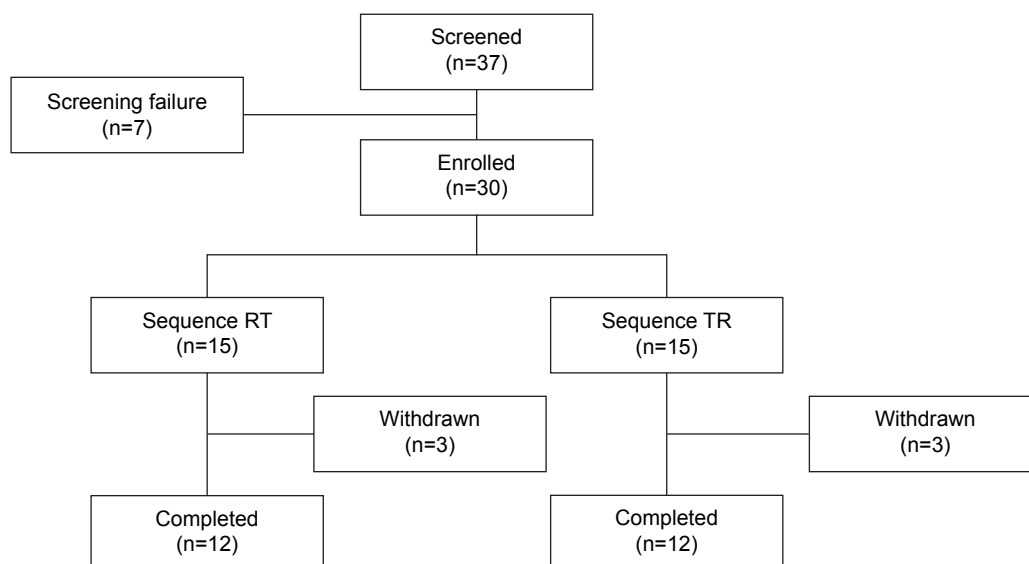 Screened
(n=37)
Screening failure
(n=7)
Enrolled
(n=30)
Sequence RT
(n=15)
Sequence TR
(n=15)
Withdrawn
(n=3)
Withdrawn
(n=3)
Completed
(n=12)
Completed
(n=12)